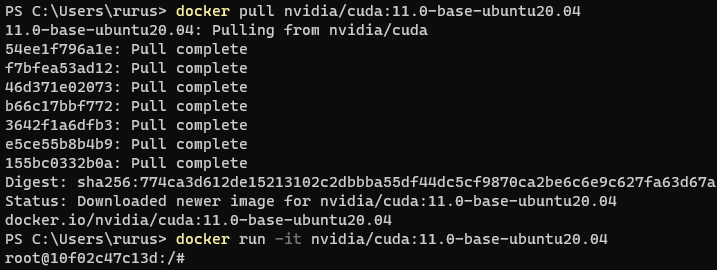 PS C:\Users\rurus> docker pull nvidia/cuda:11.0-base-ubuntu20.04
11.0-base-ubuntu20.04: Pulling from nvidia/cuda
54ee1f796a1e: Pull complete
f7bfea53ad12: Pull complete
46d371e02073: Pull complete
b66c17bbf772: Pull complete
3642f1a6dfb3: Pull complete
e5ce55b8b4b9: Pull complete
155bc0332b0a: Pull complete
Digest: sha256:774ca3d612de15213102c2dbbba55df44dc5cf9870ca2be6c6e9c627fa63d67a
Status: Downloaded newer image for nvidia/cuda:11.0-base-ubuntu20.04
docker.io/nvidia/cuda:11.0-base-ubuntu20.04
PS C:\Users\rurus> docker run -it nvidia/cuda:11.0-base-ubuntu20.04
root@10f02c47c13d:/#